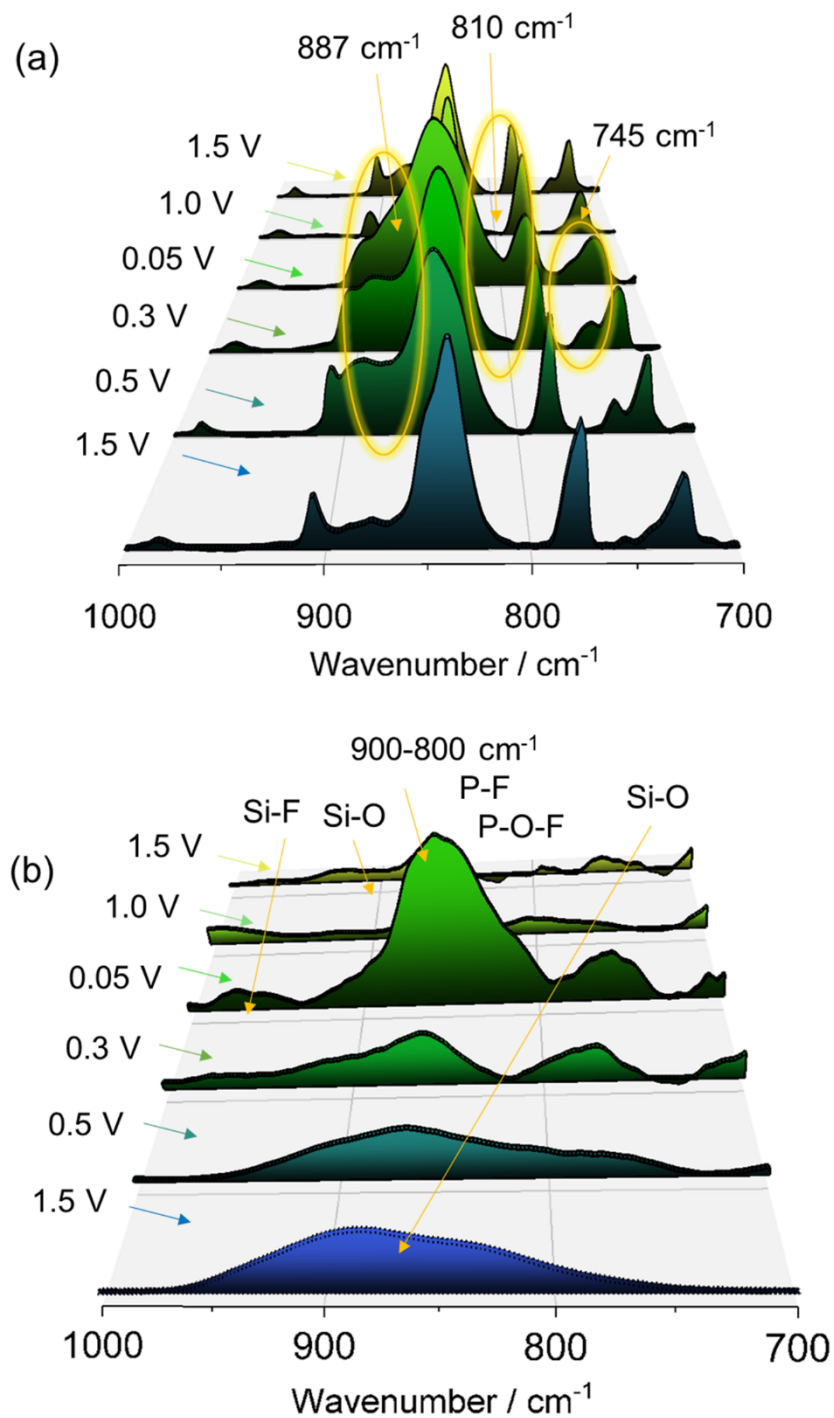 (a)
887 cm⁻¹
810 cm⁻¹
745 cm⁻¹
1.5 V
1.0 V
0.05 V
0.3 V
0.5 V
1.5 V
1000
900
800
700
Wavenumber / cm⁻¹
(b)
900-800 cm⁻¹
P-F
P-O-F
Si-F
Si-O
Si-O
1.5 V
1.0 V
0.05 V
0.3 V
0.5 V
1.5 V
1000
900
800
700
Wavenumber / cm⁻¹